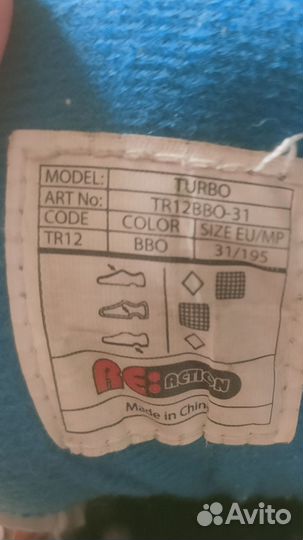 MODEL: TURBO
ART No: TR12BBO-31
CODE COLOR SIZE EU/MP
TR12 BBO 31/195
RE:ACTION
Made in China
Avito